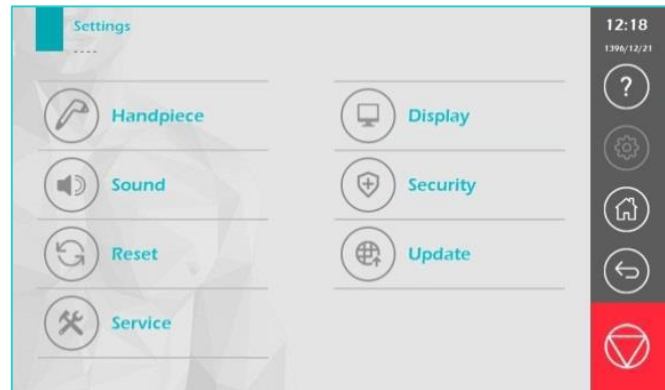 Settings
----
12:18
1396/12/21
?
Handpiece
Display
Sound
Security
Reset
Update
Service